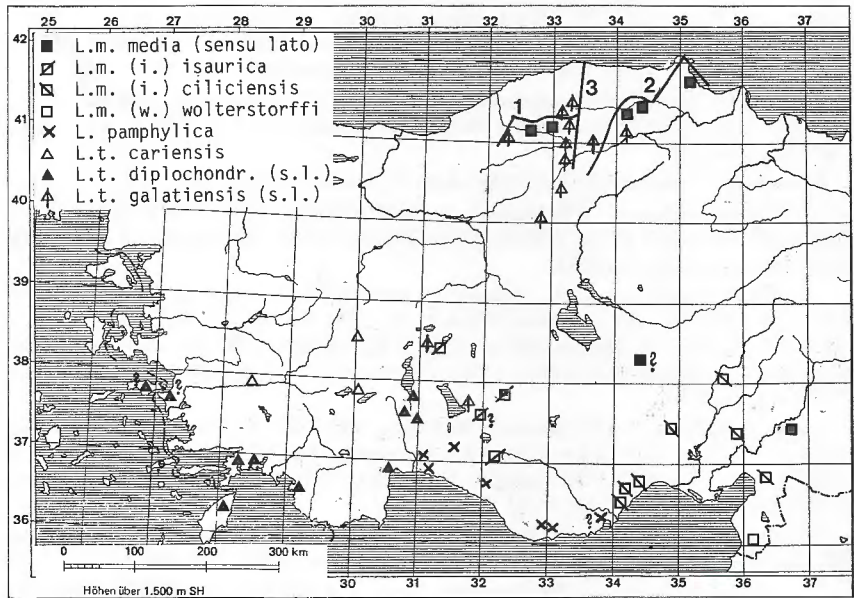 25 26 27 28 29 30 31 32 33 34 35 36 37
42
41
40
39
38
37
36
L.m. media (sensu lato)
L.m. (i.) isaurica
L.m. (i.) ciliciensis
L.m. (w.) wolterstorffi
L. pamphylica
L.t. cariensis
L.t. diplochondr. (s.l.)
L.t. galatiensis (s.l.)
1
3
2
?
?
?
?
?
0 100 200 300 km
Höhen über 1.500 m SH
30 31 32 33 34 35 36 37